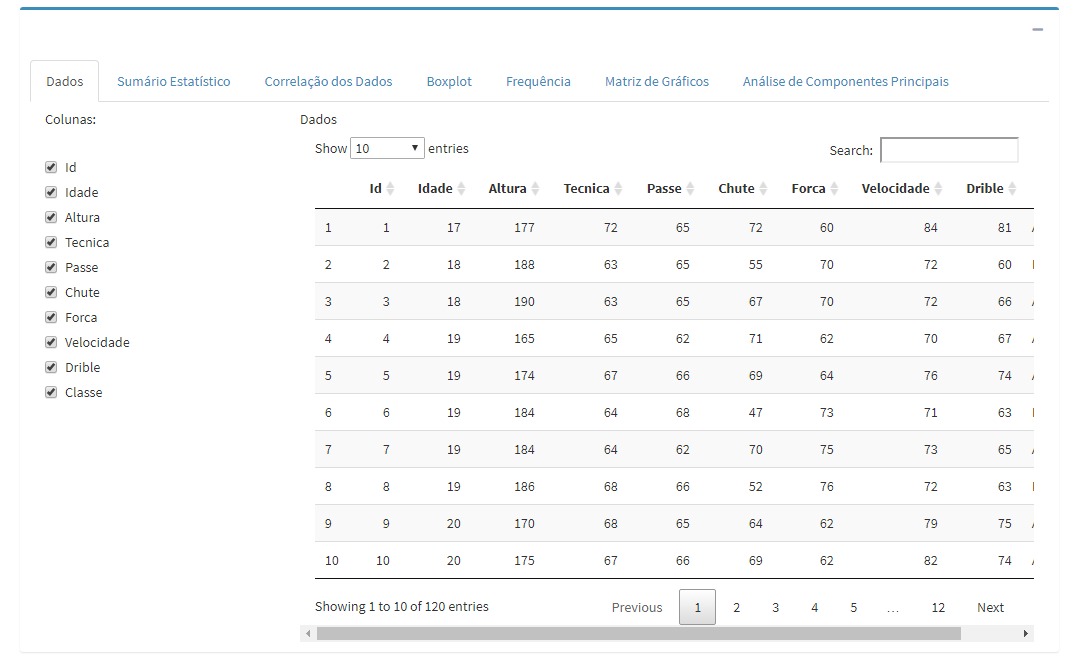 Dados Sumário Estatístico Correlação dos Dados Boxplot Frequência Matriz de Gráficos Análise de Componentes Principais
Colunas:
Id
Idade
Altura
Tecnica
Passe
Chute
Forca
Velocidade
Drible
Classe
Dados
Show 10 entries
Search:
Id Idade Altura Tecnica Passe Chute Forca Velocidade Drible
1 1 17 177 72 65 72 60 84 81
2 2 18 188 63 65 55 70 72 60
3 3 18 190 63 65 67 70 72 66
4 4 19 165 65 62 71 62 70 67
5 5 19 174 67 66 69 64 76 74
6 6 19 184 64 68 47 73 71 63
7 7 19 184 64 62 70 75 73 65
8 8 19 186 68 66 52 76 72 63
9 9 20 170 68 65 64 62 79 75
10 10 20 175 67 66 69 62 82 74
Showing 1 to 10 of 120 entries
Previous 1 2 3 4 5 … 12 Next